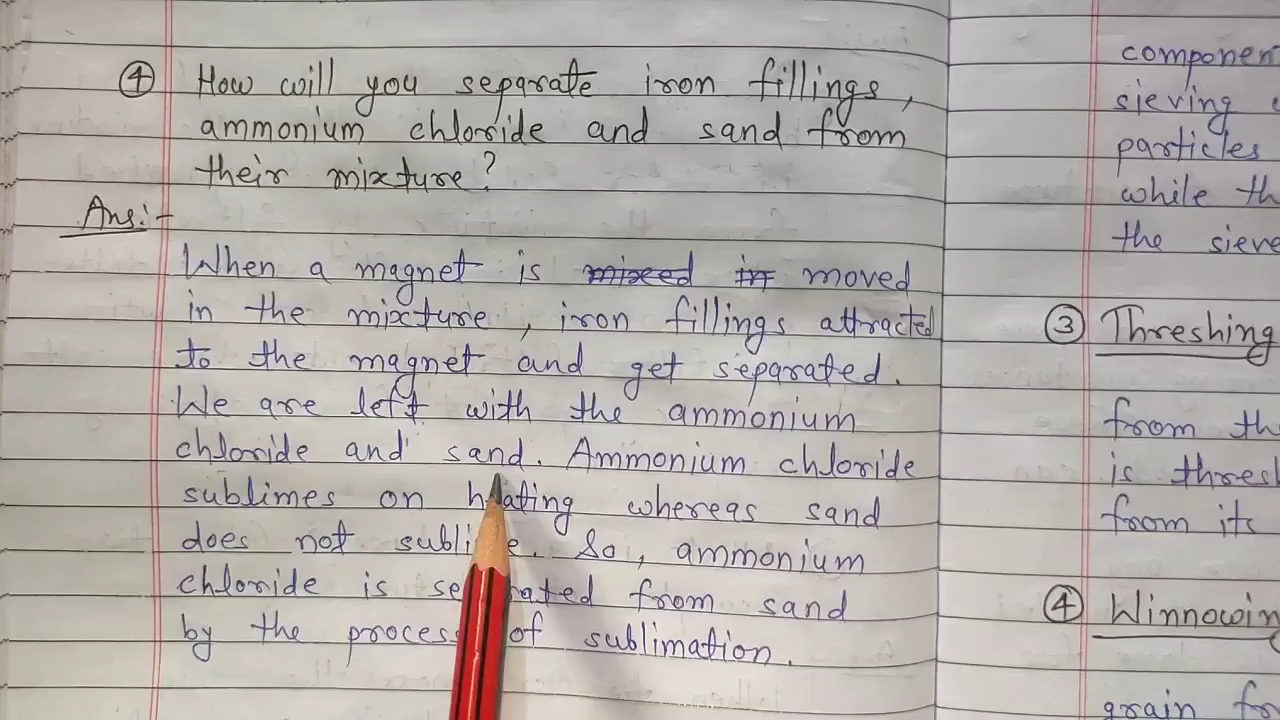 ④ How will you separate iron fillings,
ammonium chloride and sand from
their mixture?
Ans:-
When a magnet is mixed in moved
in the mixture, iron fillings attracted
to the magnet and get separated.
We are left with the ammonium
chloride and sand. Ammonium chloride
sublimes on heating whereas sand
does not sublime. So, ammonium
chloride is separated from sand
by the process of sublimation.
componen
sieving
particles
while th
the sieve
③ Threshing
from th
is thresh
from its
④ Winnowin
grain fr